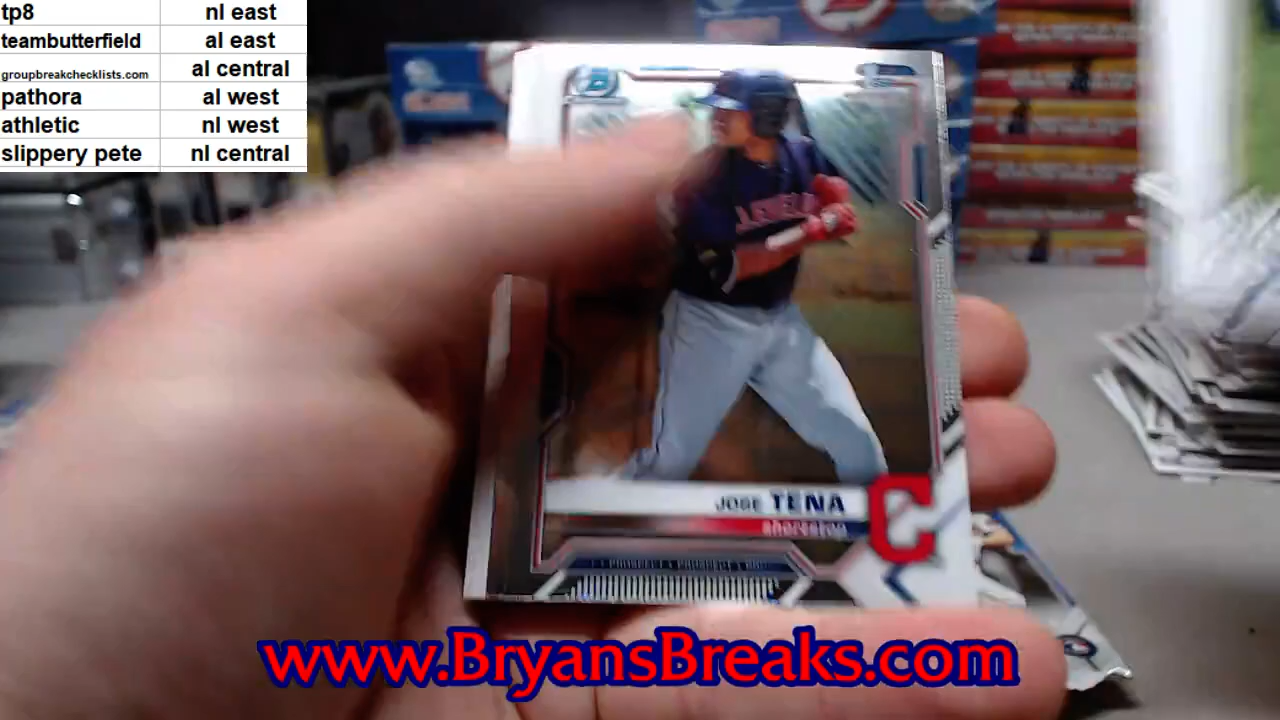 tp8 nl east
teambutterfield al east
groupbreakchecklists.com al central
pathora al west
athletic nl west
slippery pete nl central
JOSE TENA
shortstop
C
www.BryansBreaks.com